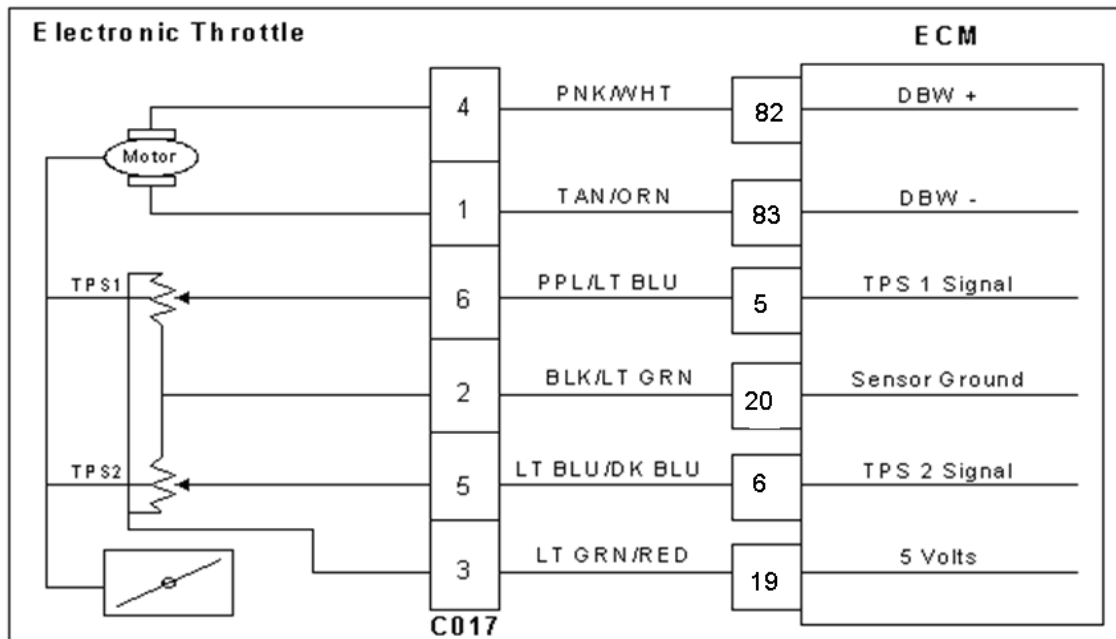 Electronic Throttle
ECM
4 PNK/WHT 82 DBW +
Motor
1 TAN/ORN 83 DBW -
TPS1 6 PPL/LT BLU 5 TPS 1 Signal
2 BLK/LT GRN 20 Sensor Ground
TPS2 5 LT BLU/DK BLU 6 TPS 2 Signal
3 LT GRN/RED 19 5 Volts
C017